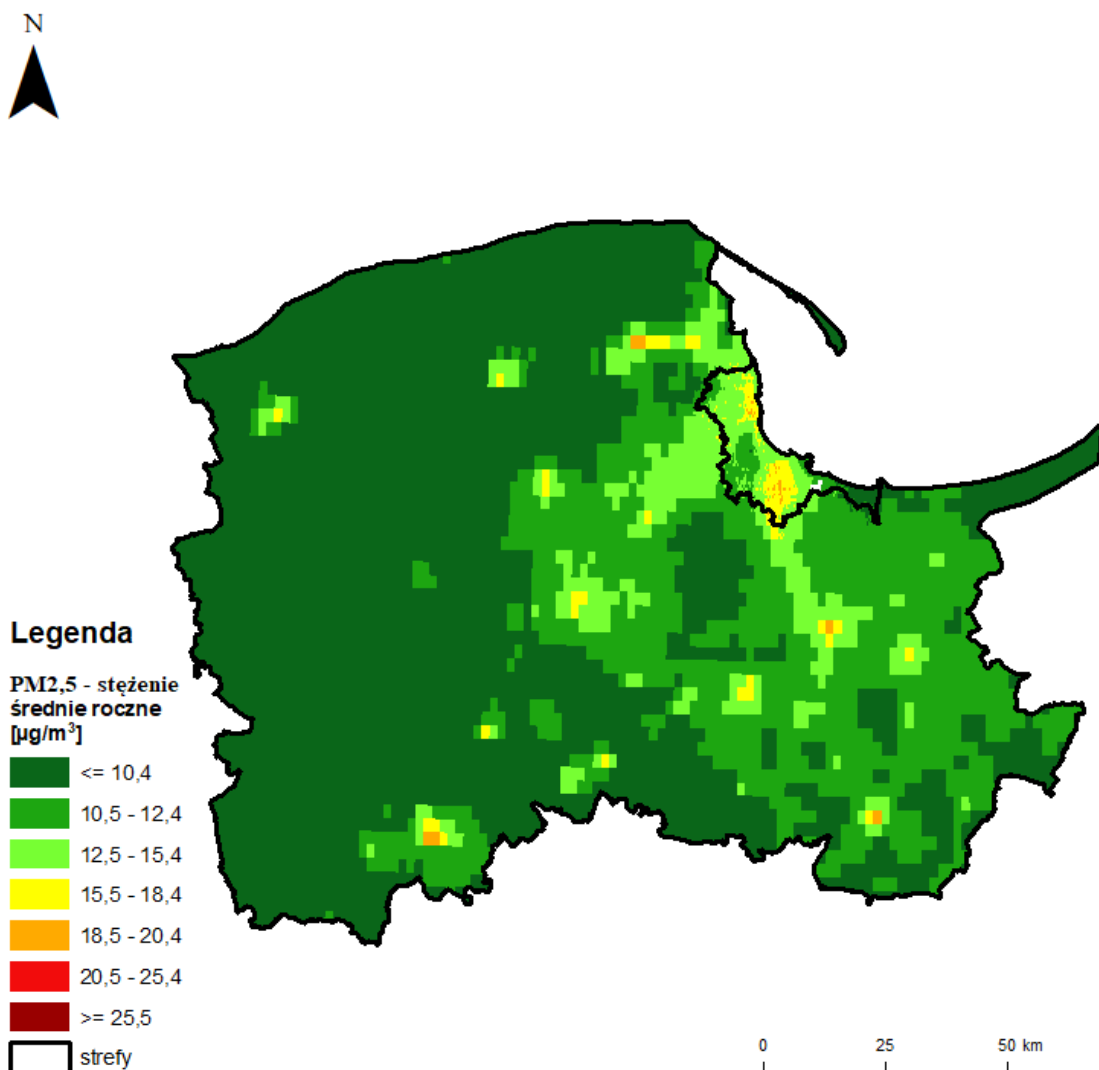 N
Legenda
PM2,5 - stężenie
średnie roczne
[µg/m³]
<= 10,4
10,5 - 12,4
12,5 - 15,4
15,5 - 18,4
18,5 - 20,4
20,5 - 25,4
>= 25,5
strefy
0 25 50 km